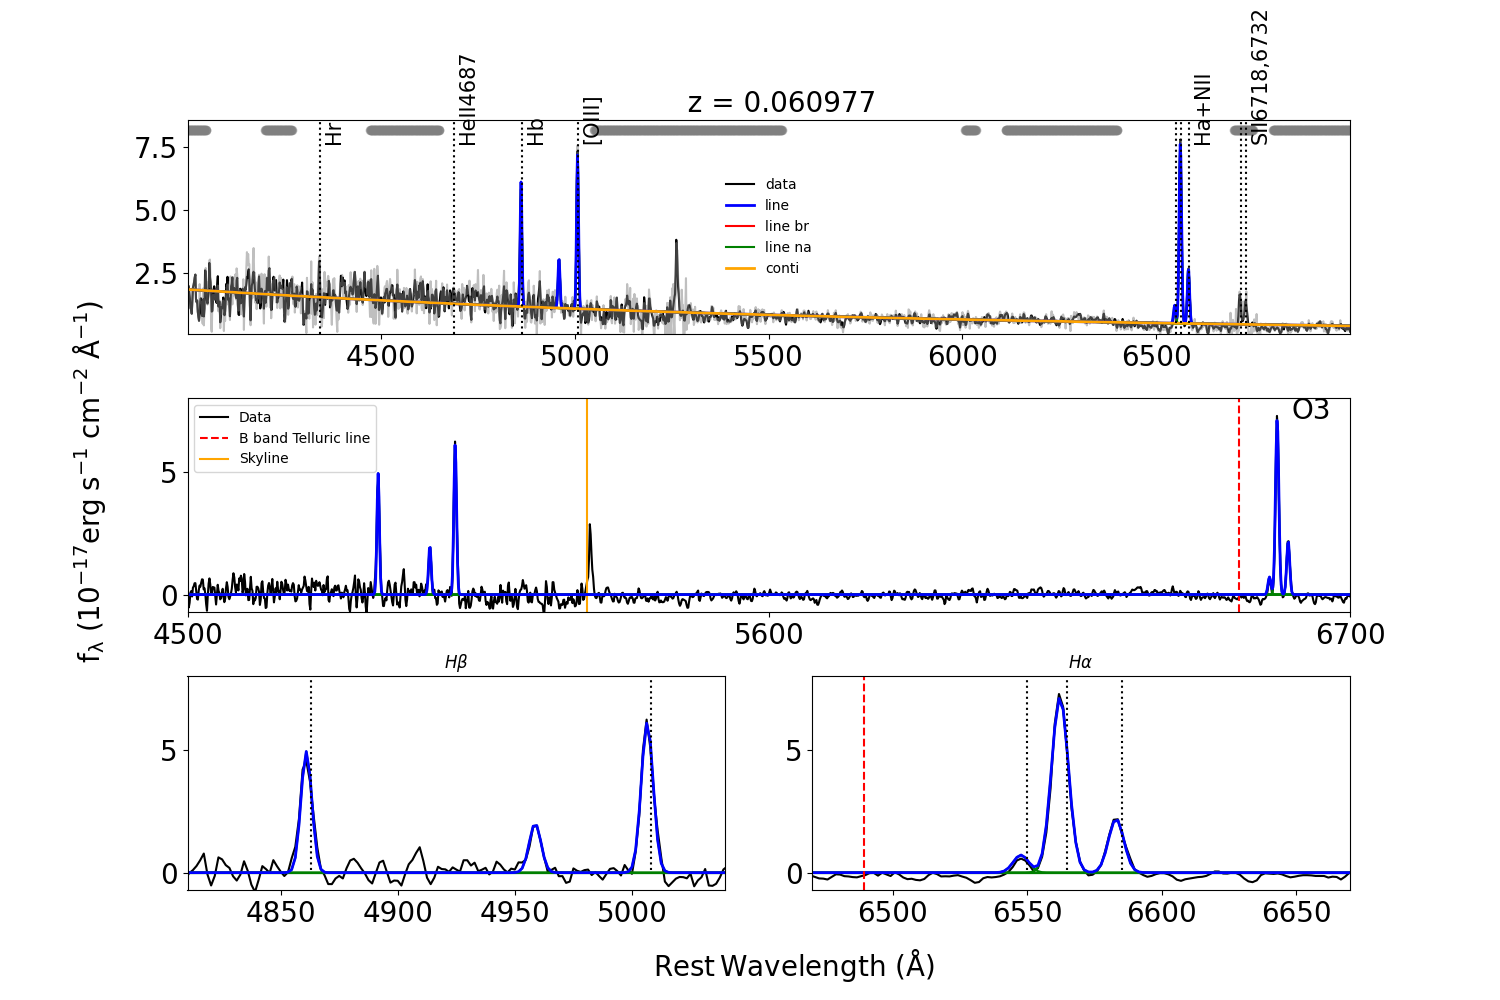 z = 0.060977
Hr
HeII4687
Hb
[OIII]
Ha+NII
SII6718,6732
7.5
5.0
2.5
data
line
line br
line na
conti
4500 5000 5500 6000 6500
O3
Data
B band Telluric line
Skyline
5
0
4500 5600 6700
fλ (10⁻¹⁷erg s⁻¹ cm⁻² Å⁻¹)
Hβ
5
0
4850 4900 4950 5000
Hα
5
0
6500 6550 6600 6650
Rest Wavelength (Å)